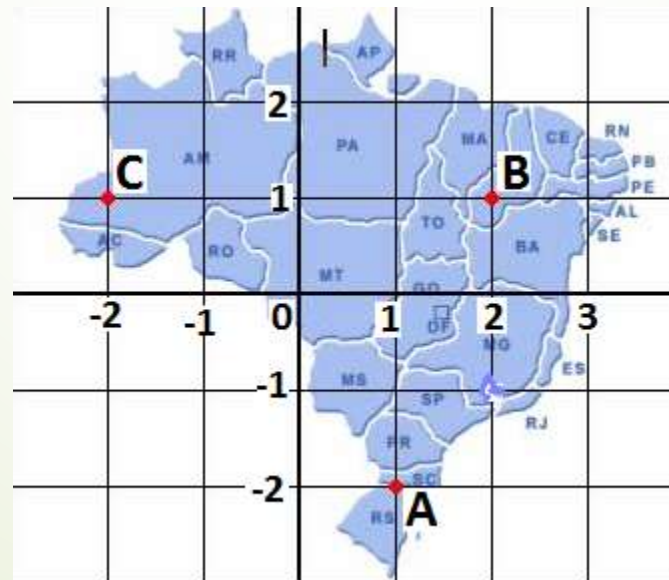 RR
AP
2
C
AM
PA
MA
B
CE
RN
PB
PE
1
AL
AC
RO
TO
BA
SE
MT
GO
-2
-1
0
1
2
3
DF
MG
-1
MS
SP
ES
RJ
PR
-2
SC
A
RS